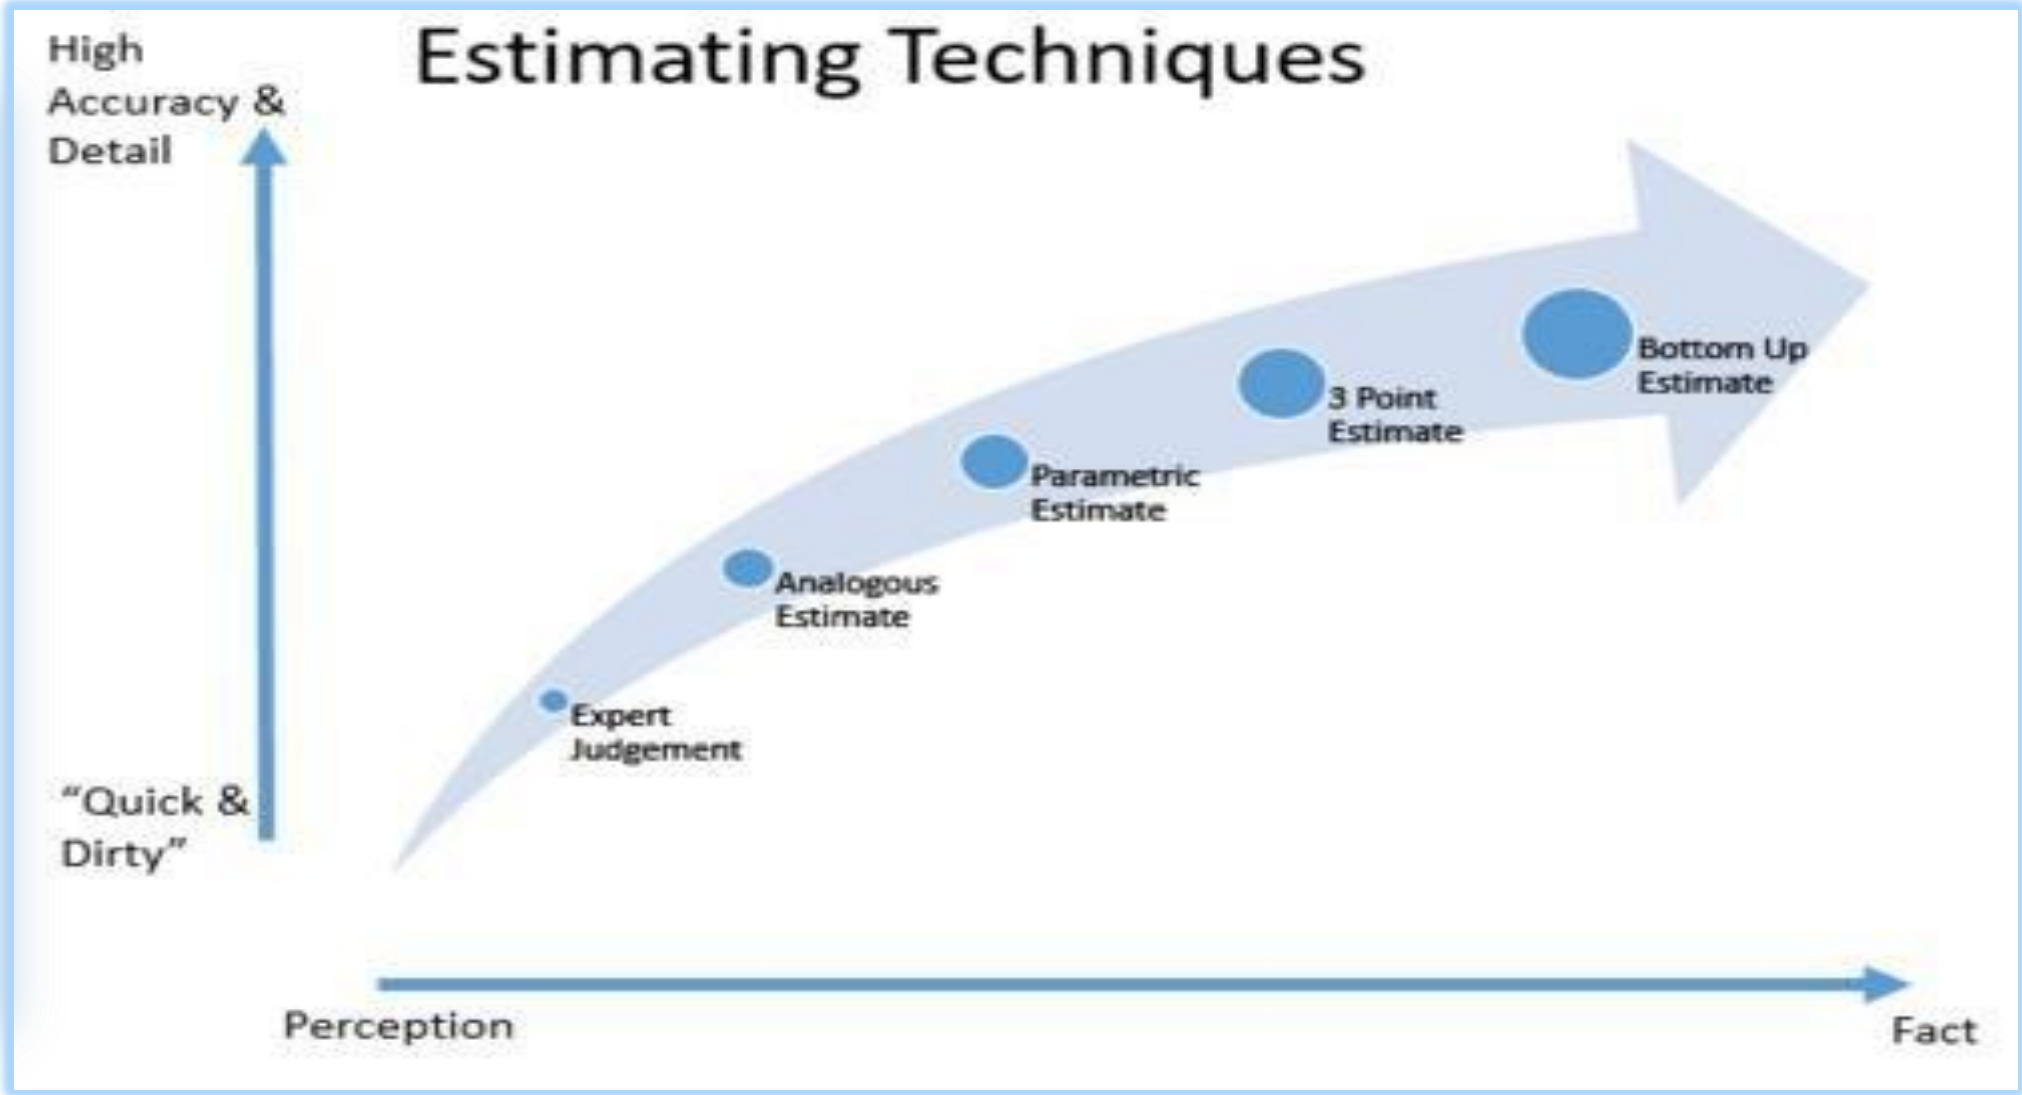 Estimating Techniques
High
Accuracy &
Detail
Bottom Up
Estimate
3 Point
Estimate
Parametric
Estimate
Analogous
Estimate
Expert
Judgement
“Quick &
Dirty”
Perception
Fact